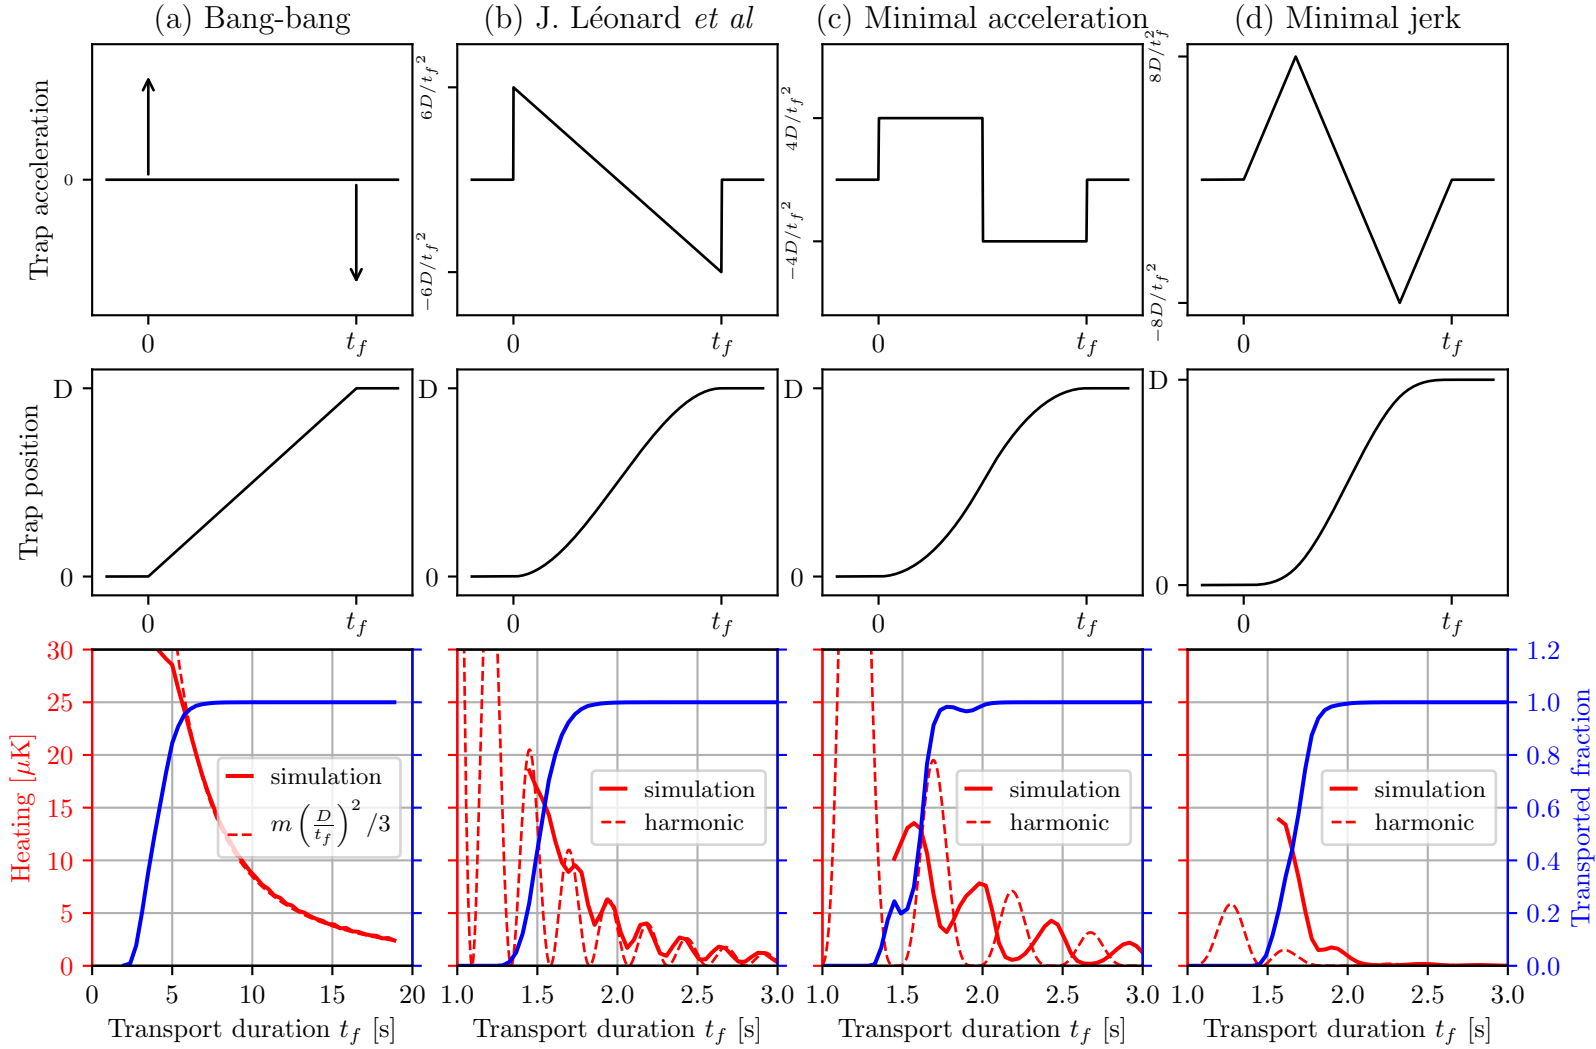 (a) Bang-bang
(b) J. Léonard et al
(c) Minimal acceleration
(d) Minimal jerk
Trap acceleration
0
0
t_f
6D/t_f^2
−6D/t_f^2
0
t_f
4D/t_f^2
−4D/t_f^2
0
t_f
8D/t_f^2
−8D/t_f^2
0
t_f
Trap position
D
0
0
t_f
D
0
0
t_f
D
0
0
t_f
D
0
0
t_f
Heating [μK]
30
25
20
15
10
5
0
simulation
m (D/t_f)^2 /3
0 5 10 15 20
Transport duration t_f [s]
simulation
harmonic
1.0 1.5 2.0 2.5 3.0
Transport duration t_f [s]
simulation
harmonic
1.0 1.5 2.0 2.5 3.0
Transport duration t_f [s]
simulation
harmonic
1.0 1.5 2.0 2.5 3.0
Transport duration t_f [s]
1.2
1.0
0.8
0.6
0.4
0.2
0.0
Transported fraction